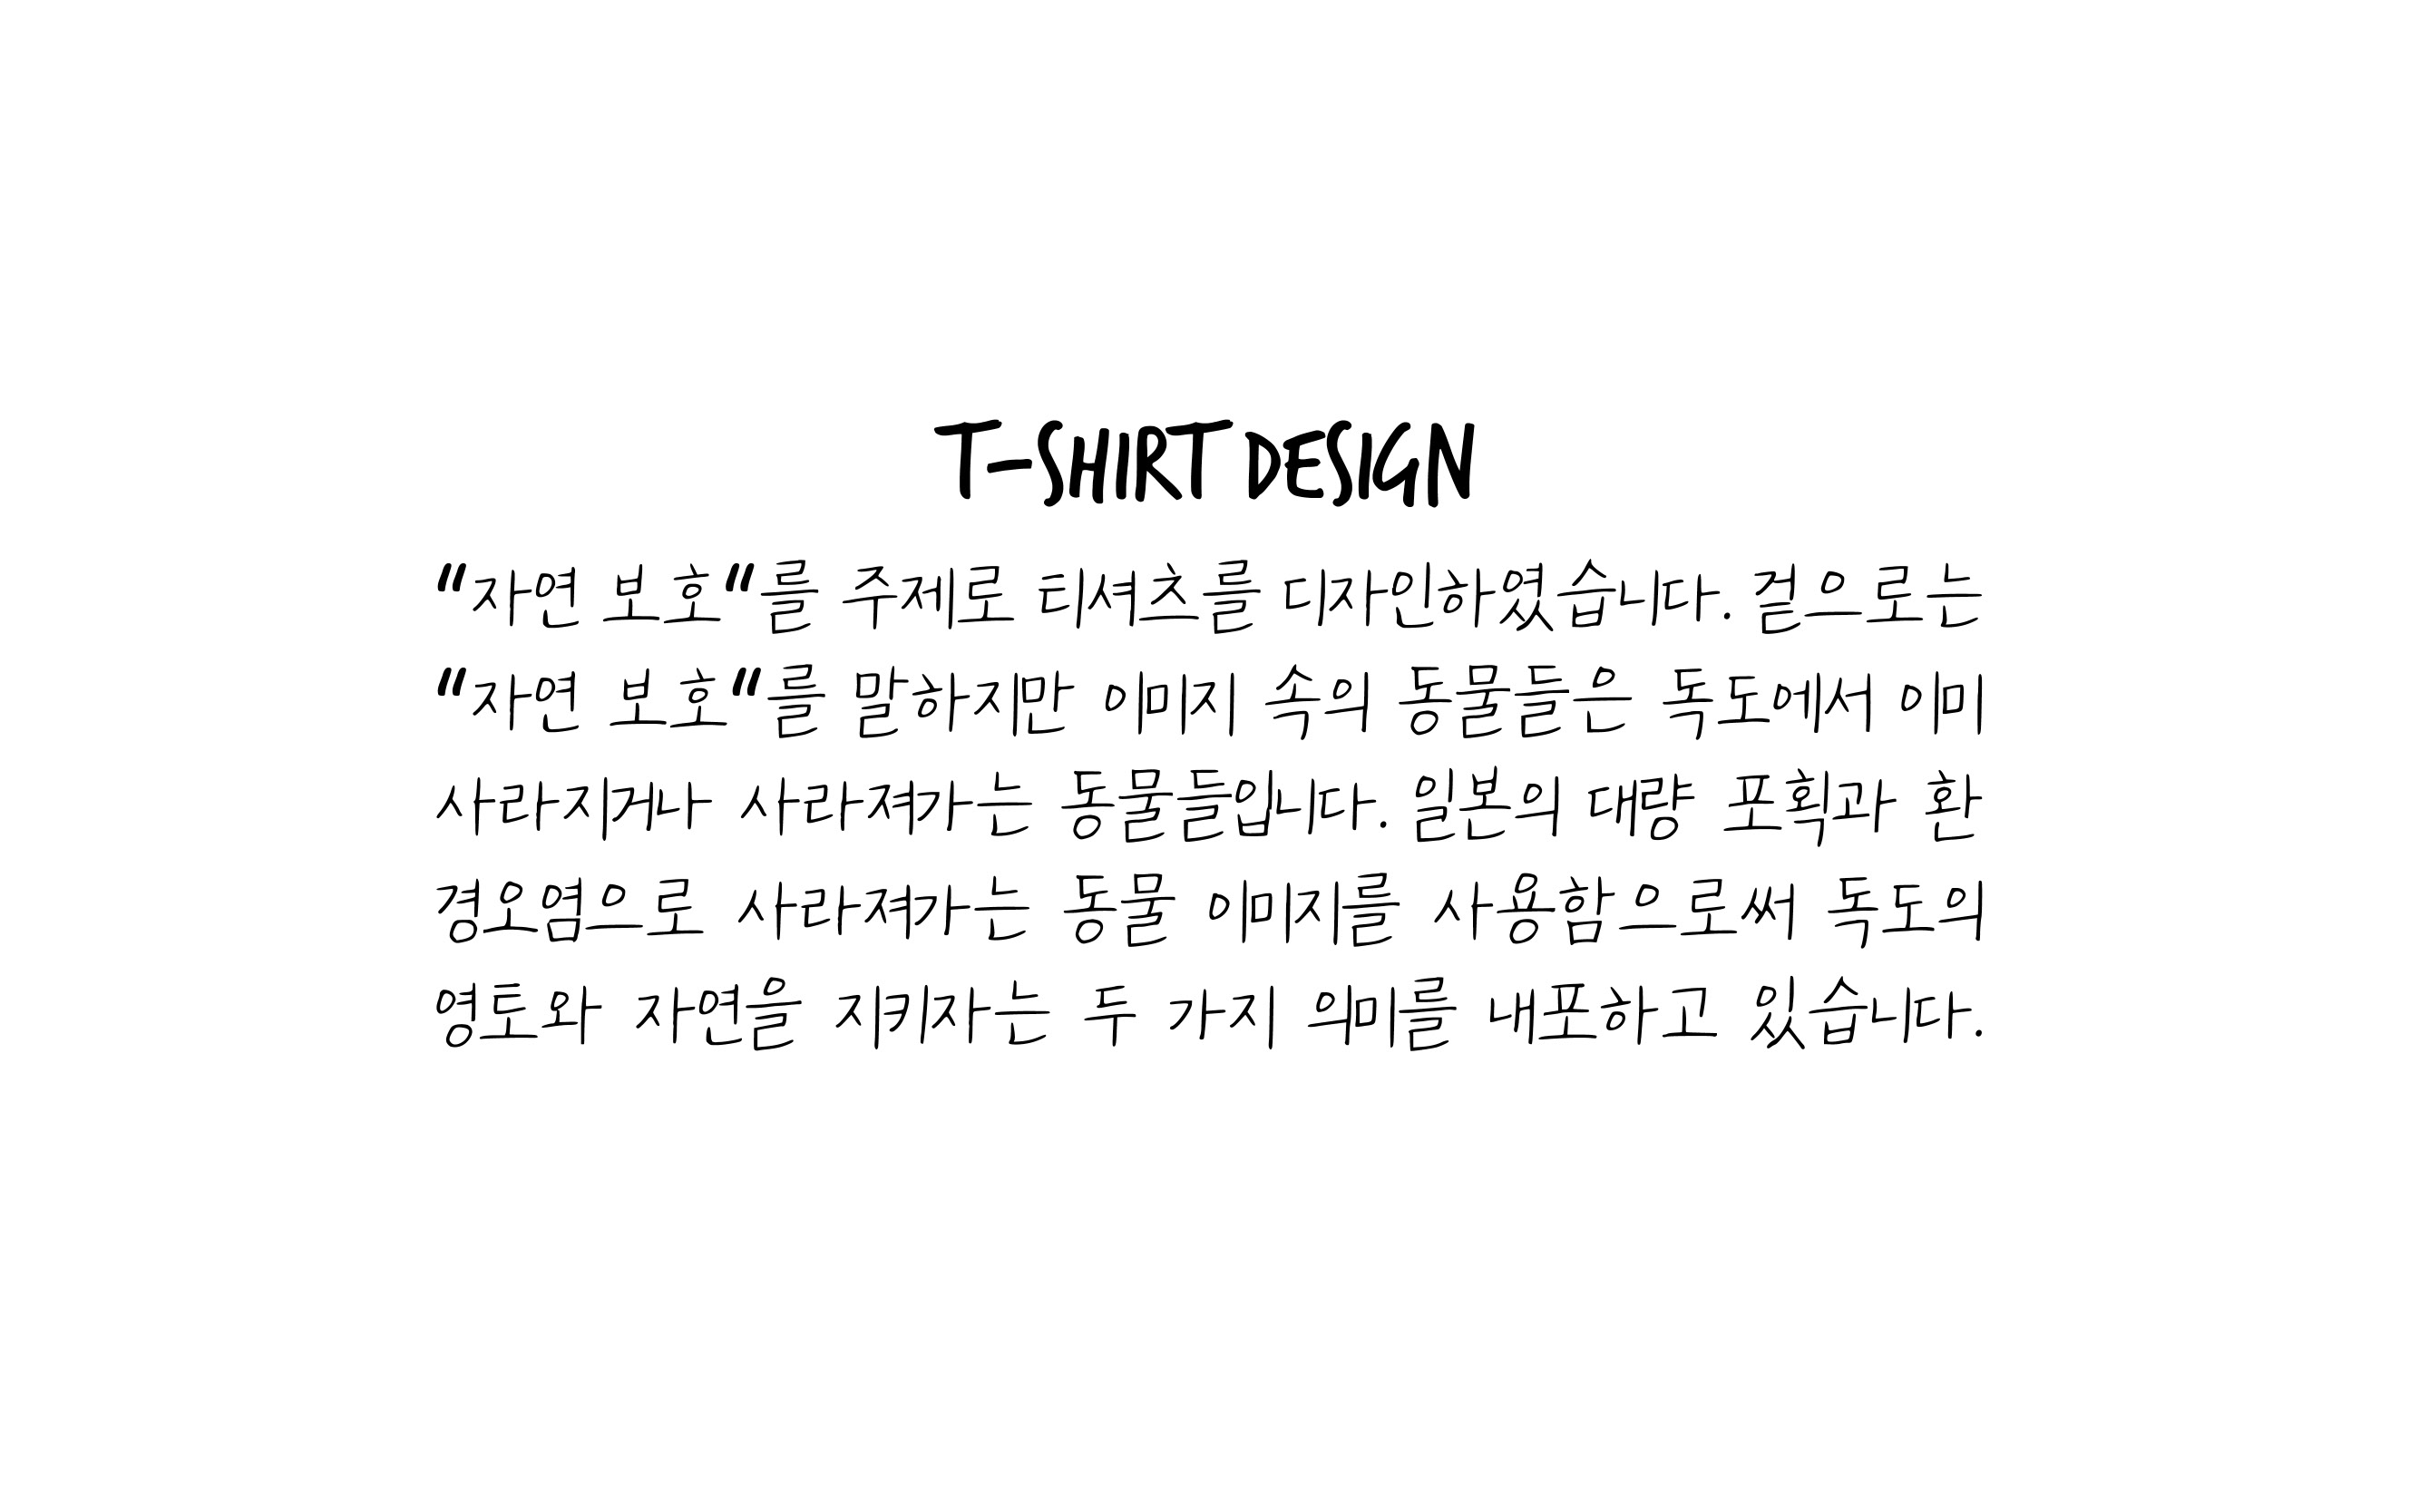 T-SHIRT DESIGN
“자연 보호“를 주제로 티셔츠를 디자인하였습니다. 겉으로는
“자연 보호“를 말하지만 이미지 속의 동물들은 독도에서 이미
사라지거나 사라져가는 동물들입니다. 일본의 대량 포획과 환
경오염으로 사라져가는 동물 이미지를 사용함으로써 독도의
영토와 자연을 지키자는 두 가지 의미를 내포하고 있습니다.